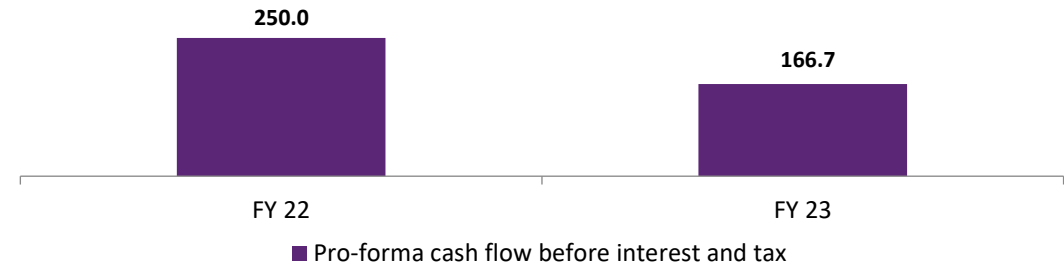 250.0
166.7
FY 22
FY 23
Pro-forma cash flow before interest and tax